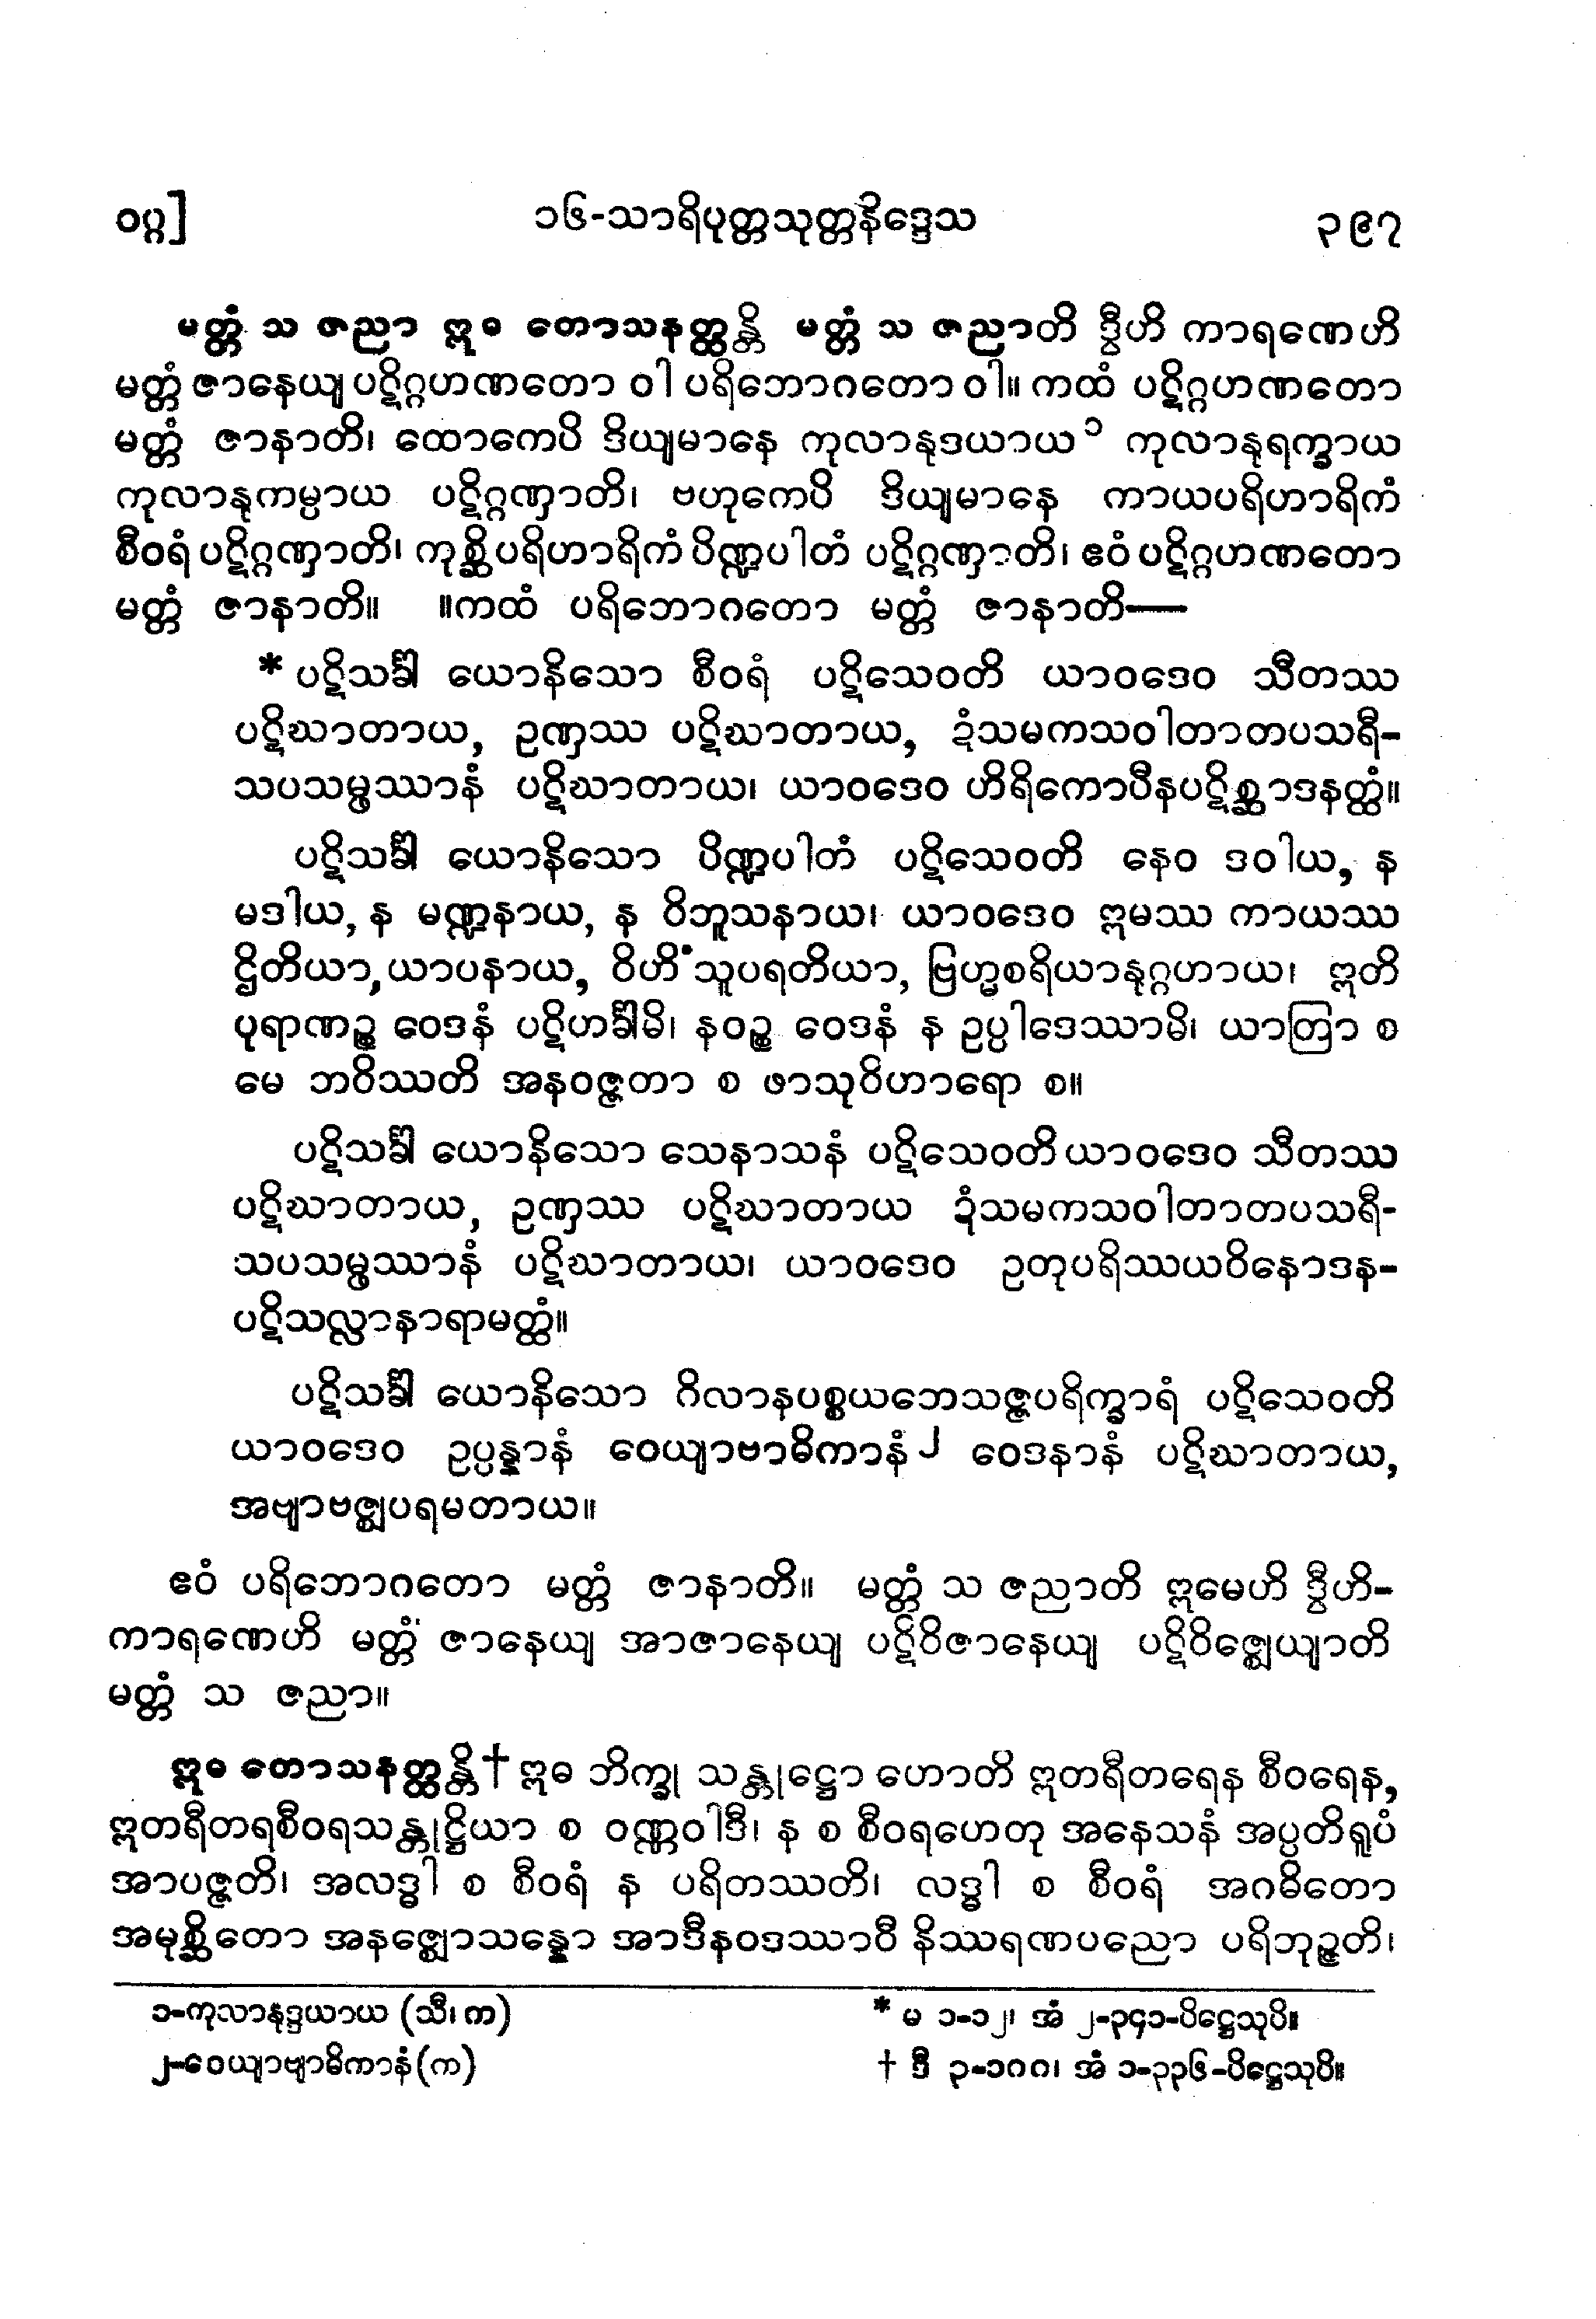 ဝဂ္ဂ]
၁၆-သာရိပုတ္တသုတ္တနိဒ္ဒေသ
၃၉၇
မတ္တံ သ ဇညာ ဣဓ တောသနတ္ထန္တိ မတ္တံ သ ဇညာတိ ဒွီဟိ ကာရဏေဟိ
မတ္တံ ဇာနေယျ ပဋိဂ္ဂဟဏတော ဝါ ပရိဘောဂတော ဝါ။ ကထံ ပဋိဂ္ဂဟဏတော
မတ္တံ ဇာနာတိ၊ ထောကေပိ ဒိယျမာနေ ကုလာနုဒယာယ၁ ကုလာနုရက္ခာယ
ကုလာနုကမ္ပာယ ပဋိဂ္ဂဏှာတိ၊ ဗဟုကေပိ ဒိယျမာနေ ကာယပရိဟာရိကံ
စီဝရံ ပဋိဂ္ဂဏှာတိ၊ ကုစ္ဆိပရိဟာရိကံ ပိဏ္ဍပါတံ ပဋိဂ္ဂဏှာတိ၊ ဧဝံ ပဋိဂ္ဂဟဏတော
မတ္တံ ဇာနာတိ။ ။ကထံ ပရိဘောဂတော မတ္တံ ဇာနာတိ—
* ပဋိသင်္ခါ ယောနိသော စီဝရံ ပဋိသေဝတိ ယာဝဒေဝ သီတဿ
ပဋိဃာတာယ, ဥဏှဿ ပဋိဃာတာယ, ဍံသမကသဝါတာတပသရီ-
သပသမ္ဖဿာနံ ပဋိဃာတာယ၊ ယာဝဒေဝ ဟိရိကောပီနပဋိစ္ဆာဒနတ္ထံ။
ပဋိသင်္ခါ ယောနိသော ပိဏ္ဍပါတံ ပဋိသေဝတိ နေဝ ဒဝါယ, န
မဒါယ, န မဏ္ဍနာယ, န ဝိဘူသနာယ၊ ယာဝဒေဝ ဣမဿ ကာယဿ
ဌိတိယာ, ယာပနာယ, ဝိဟိံသူပရတိယာ, ဗြဟ္မစရိယာနုဂ္ဂဟာယ၊ ဣတိ
ပုရာဏဉ္စ ဝေဒနံ ပဋိဟင်္ခါမိ၊ နဝဉ္စ ဝေဒနံ န ဥပ္ပါဒေဿာမိ၊ ယာတြာ စ
မေ ဘဝိဿတိ အနဝဇ္ဇတာ စ ဖာသုဝိဟာရော စ။
ပဋိသင်္ခါ ယောနိသော သေနာသနံ ပဋိသေဝတိ ယာဝဒေဝ သီတဿ
ပဋိဃာတာယ, ဥဏှဿ ပဋိဃာတာယ ဍံသမကသဝါတာတပသရီ-
သပသမ္ဖဿာနံ ပဋိဃာတာယ၊ ယာဝဒေဝ ဥတုပရိဿယဝိနောဒန-
ပဋိသလ္လာနာရာမတ္ထံ။
ပဋိသင်္ခါ ယောနိသော ဂိလာနပစ္စယဘေသဇ္ဇပရိက္ခာရံ ပဋိသေဝတိ
ယာဝဒေဝ ဥပ္ပန္နာနံ ဝေယျာဗာဓိကာနံ၂ ဝေဒနာနံ ပဋိဃာတာယ,
အဗျာဗဇ္ဈပရမတာယ။
ဧဝံ ပရိဘောဂတော မတ္တံ ဇာနာတိ။ မတ္တံ သ ဇညာတိ ဣမေဟိ ဒွီဟိ-
ကာရဏေဟိ မတ္တံ ဇာနေယျ အာဇာနေယျ ပဋိဝိဇာနေယျ ပဋိဝိဇ္ဈေယျာတိ
မတ္တံ သ ဇညာ။
ဣဓ တောသနတ္ထန္တိ† ဣဓ ဘိက္ခု သန္တုဋ္ဌော ဟောတိ ဣတရီတရေန စီဝရေန,
ဣတရီတရစီဝရသန္တုဋ္ဌိယာ စ ဝဏ္ဏဝါဒီ၊ န စ စီဝရဟေတု အနေသနံ အပ္ပတိရူပံ
အာပဇ္ဇတိ၊ အလဒ္ဓါ စ စီဝရံ န ပရိတဿတိ၊ လဒ္ဓါ စ စီဝရံ အဂဓိတော
အမုစ္ဆိတော အနဇ္ဈောသန္နော အာဒီနဝဒဿာဝီ နိဿရဏပညော ပရိဘုဉ္ဇတိ၊
၁-ကုလာနုဒ္ဒယာယ (သီ၊ က)
၂-ဝေယျာဗျာဓိကာနံ (က)
* မ ၁-၁၂၊ အံ ၂-၃၄၁-ပိဋ္ဌေသုပိ။
† ဒီ ၃-၁၈၈၊ အံ ၁-၃၃၆-ပိဋ္ဌေသုပိ။